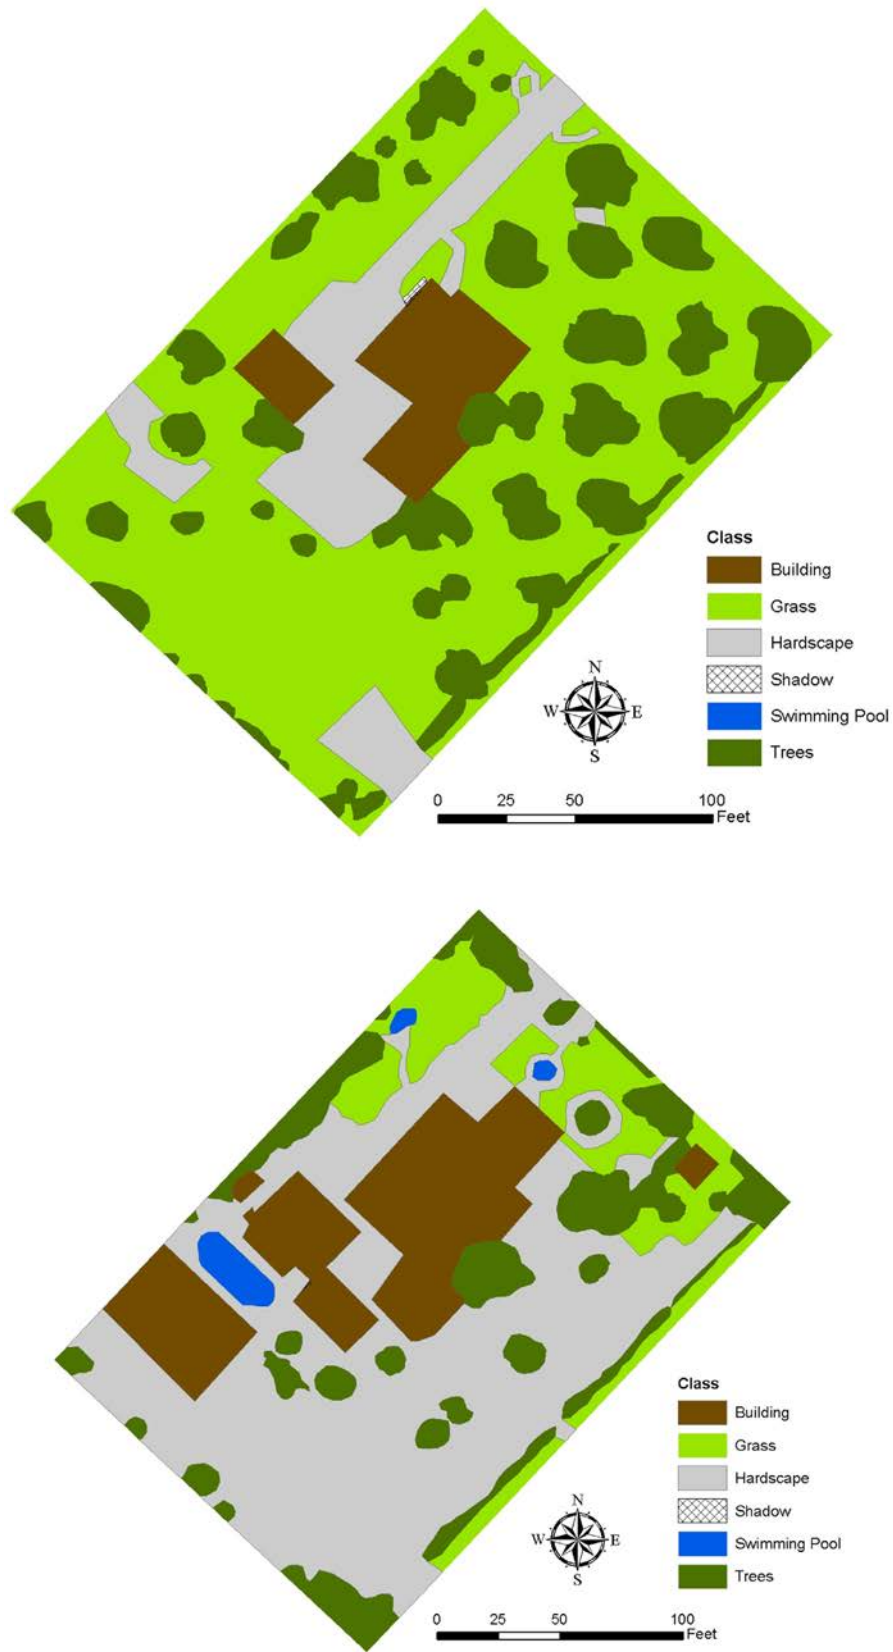 Class
Building
Grass
Hardscape
Shadow
Swimming Pool
Trees
N
W E
S
0 25 50 100
Feet
Class
Building
Grass
Hardscape
Shadow
Swimming Pool
Trees
N
W E
S
0 25 50 100
Feet